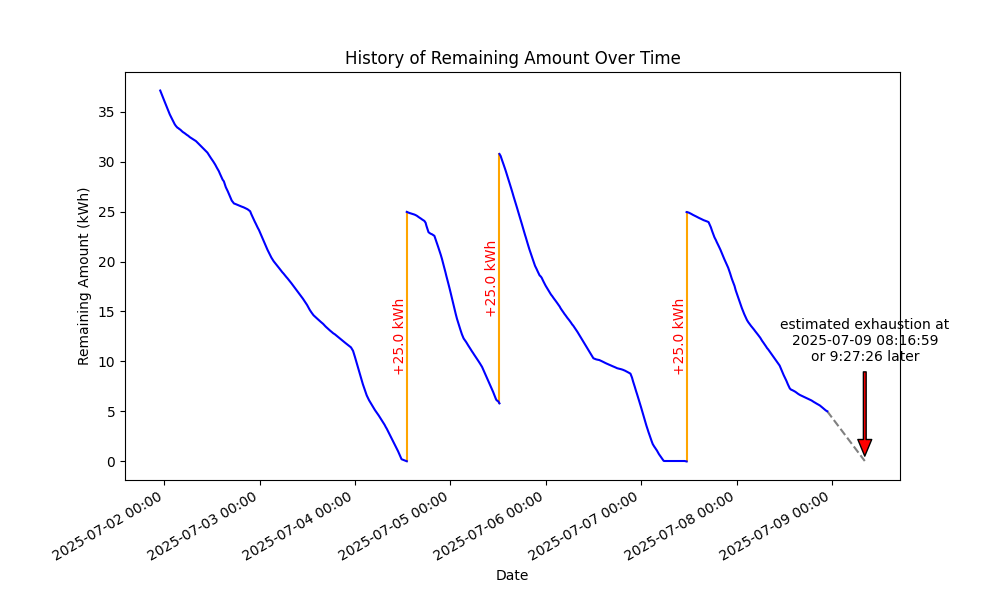 History of Remaining Amount Over Time
Remaining Amount (kWh)
35
30
25
20
15
10
5
0
+25.0 kWh
+25.0 kWh
+25.0 kWh
estimated exhaustion at
2025-07-09 08:16:59
or 9:27:26 later
2025-07-02 00:00
2025-07-03 00:00
2025-07-04 00:00
2025-07-05 00:00
2025-07-06 00:00
2025-07-07 00:00
2025-07-08 00:00
2025-07-09 00:00
Date